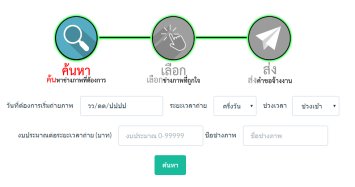 ค้นหา
ค้นหาช่างภาพที่ต้องการ
เลือก
เลือกช่างภาพที่ถูกใจ
ส่ง
ส่งคำขอจ้างงาน
วันที่ต้องการเริ่มถ่ายภาพ วว/ดด/ปปปป ระยะเวลาถ่าย ครึ่งวัน ช่วงเวลา ช่วงเช้า
งบประมาณต่อระยะเวลาถ่าย (บาท) งบประมาณ 0-99999 ชื่อช่างภาพ ชื่อช่างภาพ
ค้นหา